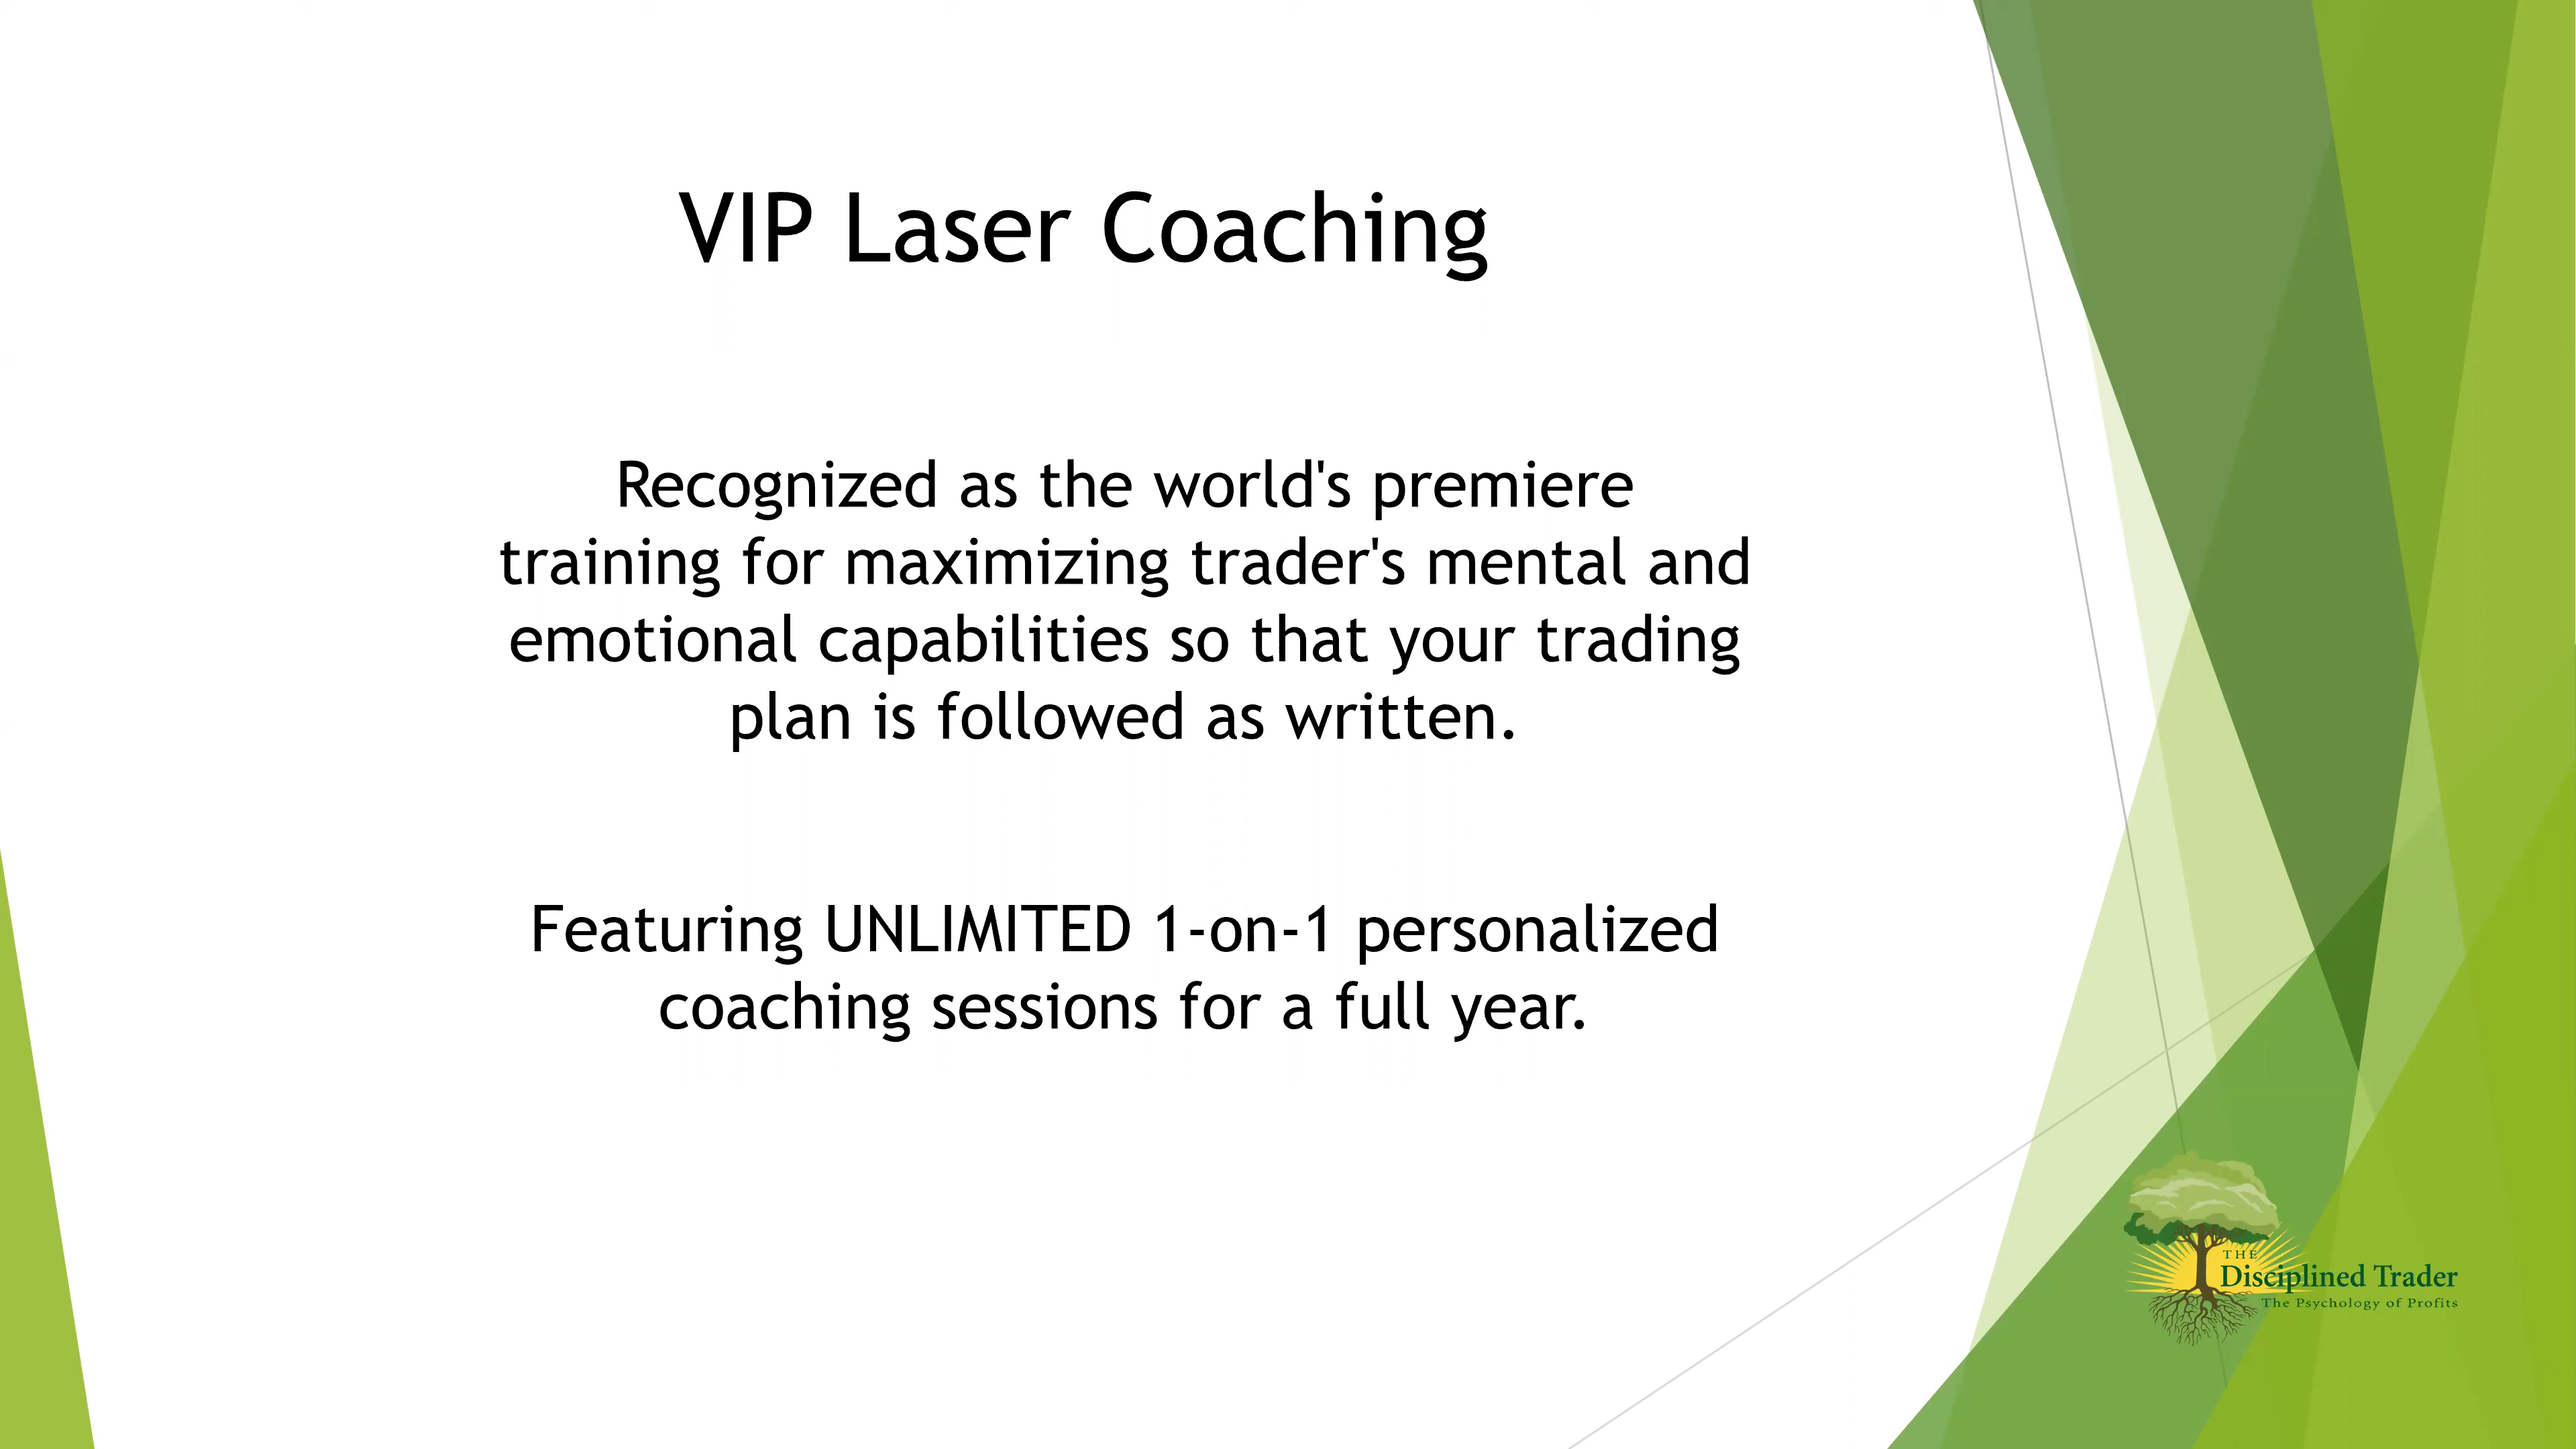 VIP Laser Coaching
Recognized as the world's premiere
training for maximizing trader's mental and
emotional capabilities so that your trading
plan is followed as written.
Featuring UNLIMITED 1-on-1 personalized
coaching sessions for a full year.
THE
Disciplined Trader
The Psychology of Profits